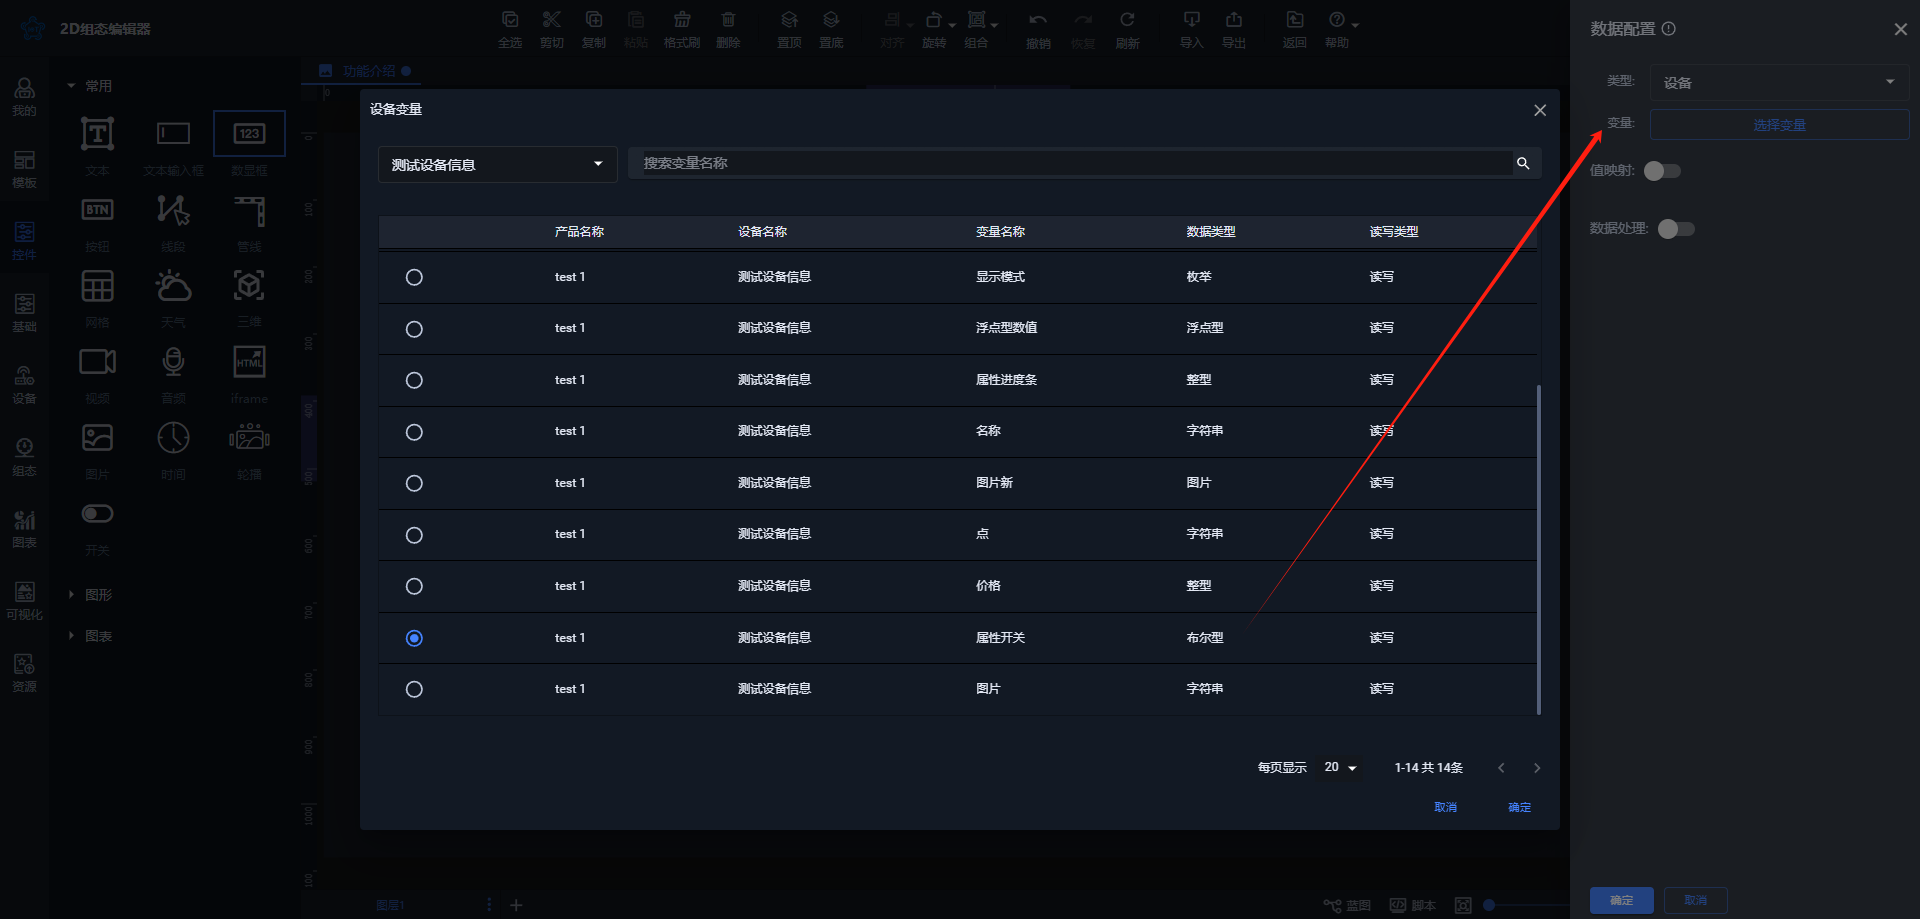 2D组态编辑器
全选 剪切 复制 粘贴 格式刷 删除 置顶 置底 对齐 旋转 组合 撤销 恢复 刷新 导入 导出 返回 帮助
数据配置
功能介绍
我的
模板
控件
基础
设备
组态
图表
可视化
资源
常用
T
123
文本 文本输入框 数显框
BTN
按钮 线段 管线
网格 天气 三维
HTML
视频 音频 iframe
图片 时间 轮播
开关
图形
图表
0
0
100
200
300
400
500
600
700
800
900
1000
设备变量
测试设备信息 搜索变量名称
产品名称 设备名称 变量名称 数据类型 读写类型
test 1 测试设备信息 显示模式 枚举 读写
test 1 测试设备信息 浮点型数值 浮点型 读写
test 1 测试设备信息 属性进度条 整型 读写
test 1 测试设备信息 名称 字符串 读写
test 1 测试设备信息 图片新 图片 读写
test 1 测试设备信息 点 字符串 读写
test 1 测试设备信息 价格 整型 读写
test 1 测试设备信息 属性开关 布尔型 读写
test 1 测试设备信息 图片 字符串 读写
每页显示 20 1-14 共 14条
取消 确定
类型: 设备
变量: 选择变量
值映射:
数据处理:
确定 取消
图层1
蓝图 脚本